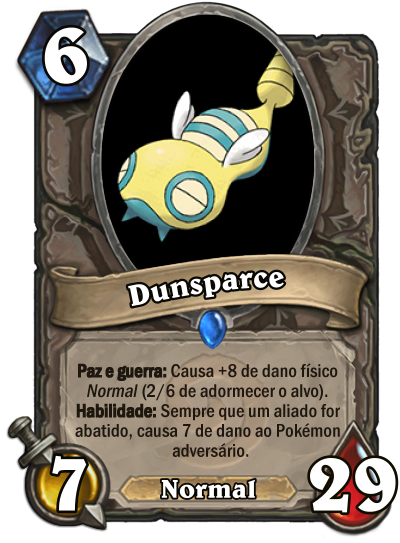 6
Dunsparce
Paz e guerra: Causa +8 de dano físico
Normal (2/6 de adormecer o alvo).
Habilidade: Sempre que um aliado for
abatido, causa 7 de dano ao Pokémon
adversário.
7
Normal
29